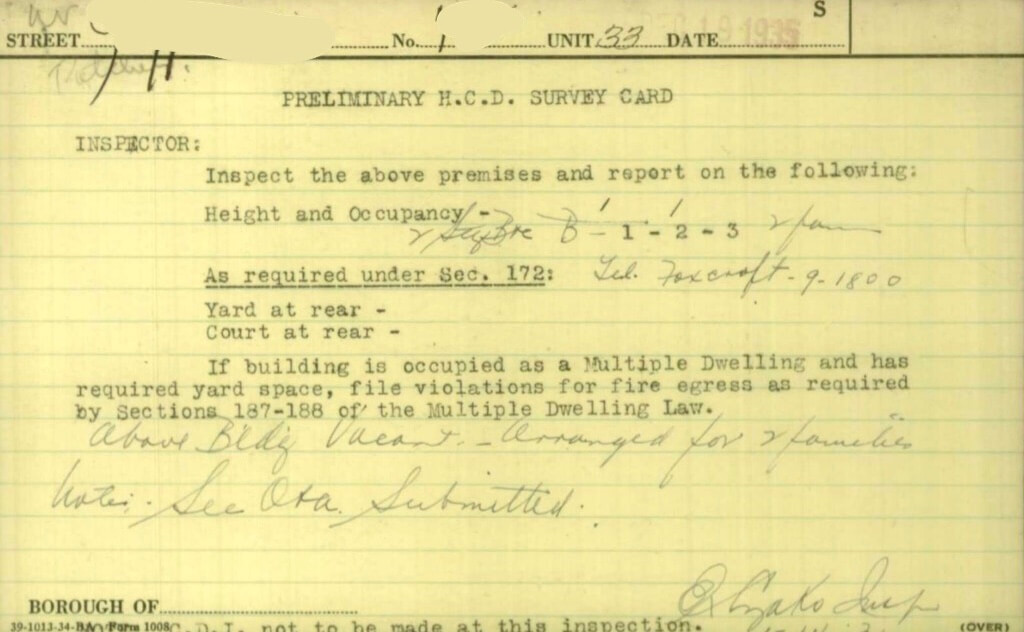 S
STREET No. UNIT 33 DATE 1935
PRELIMINARY H.C.D. SURVEY CARD
INSPECTOR:
Inspect the above premises and report on the following:
Height and Occupancy - B - 1 - 2 - 3 2 fam
As required under Sec. 172: Tel. Foxcroft - 9 - 1800
Yard at rear -
Court at rear -
If building is occupied as a Multiple Dwelling and has
required yard space, file violations for fire egress as required
by Sections 187-188 of the Multiple Dwelling Law.
Above Bldg Vacant. - Arranged for 2 families
Note: - See Submitted.
Insp
BOROUGH OF
39-1013-34-BA Form 1008 C.D.I. not to be made at this inspection. (OVER)